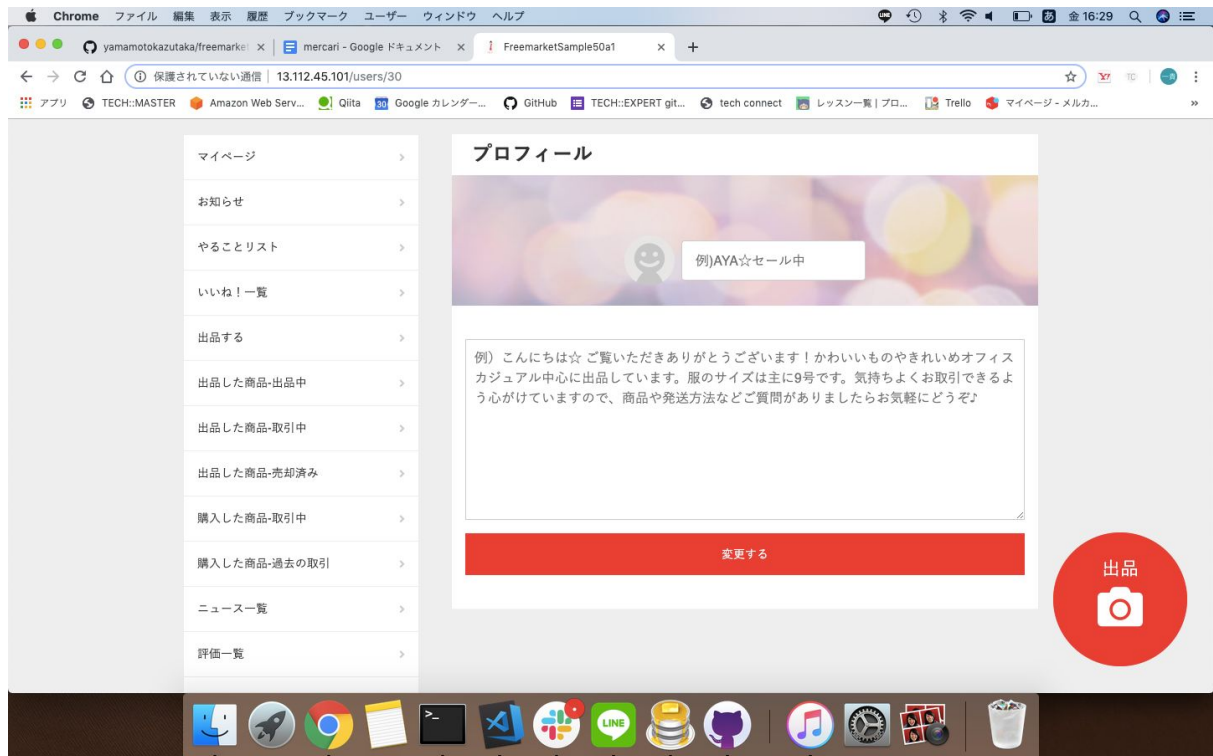 Chrome ファイル 編集 表示 履歴 ブックマーク ユーザー ウィンドウ ヘルプ
LINE あ 金16:29
yamamotokazutaka/freemarke mercari - Google ドキュメント FreemarketSample50a1
保護されていない通信 | 13.112.45.101/users/30
アプリ TECH::MASTER Amazon Web Serv... Qiita 30 Google カレンダー... GitHub TECH::EXPERT git... tech connect レッスン一覧 | プロ... Trello マイページ - メルカ... »
マイページ
お知らせ
やることリスト
いいね！一覧
出品する
出品した商品-出品中
出品した商品-取引中
出品した商品-売却済み
購入した商品-取引中
購入した商品-過去の取引
ニュース一覧
評価一覧
プロフィール
例)AYA☆セール中
例）こんにちは☆ ご覧いただきありがとうございます！かわいいものやきれいめオフィス
カジュアル中心に出品しています。服のサイズは主に9号です。気持ちよくお取引できるよ
う心がけていますので、商品や発送方法などご質問がありましたらお気軽にどうぞ♪
変更する
出品
LINE